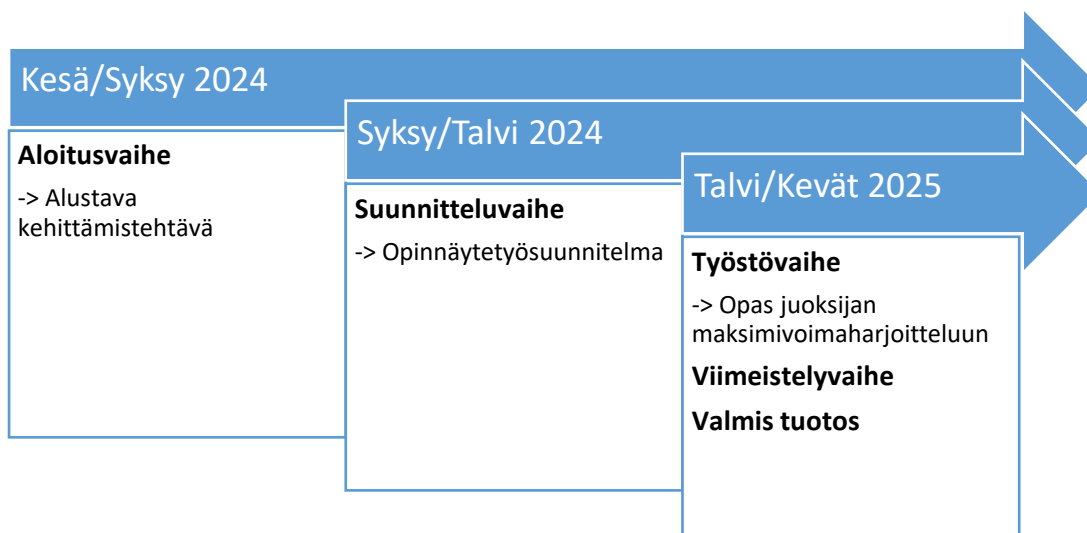 Kesä/Syksy 2024
Aloitusvaihe
-> Alustava
kehittämistehtävä
Syksy/Talvi 2024
Suunnitteluvaihe
-> Opinnäytetyösuunnitelma
Talvi/Kevät 2025
Työstövaihe
-> Opas juoksijan
maksimivoimaharjoitteluun
Viimeistelyvaihe
Valmis tuotos